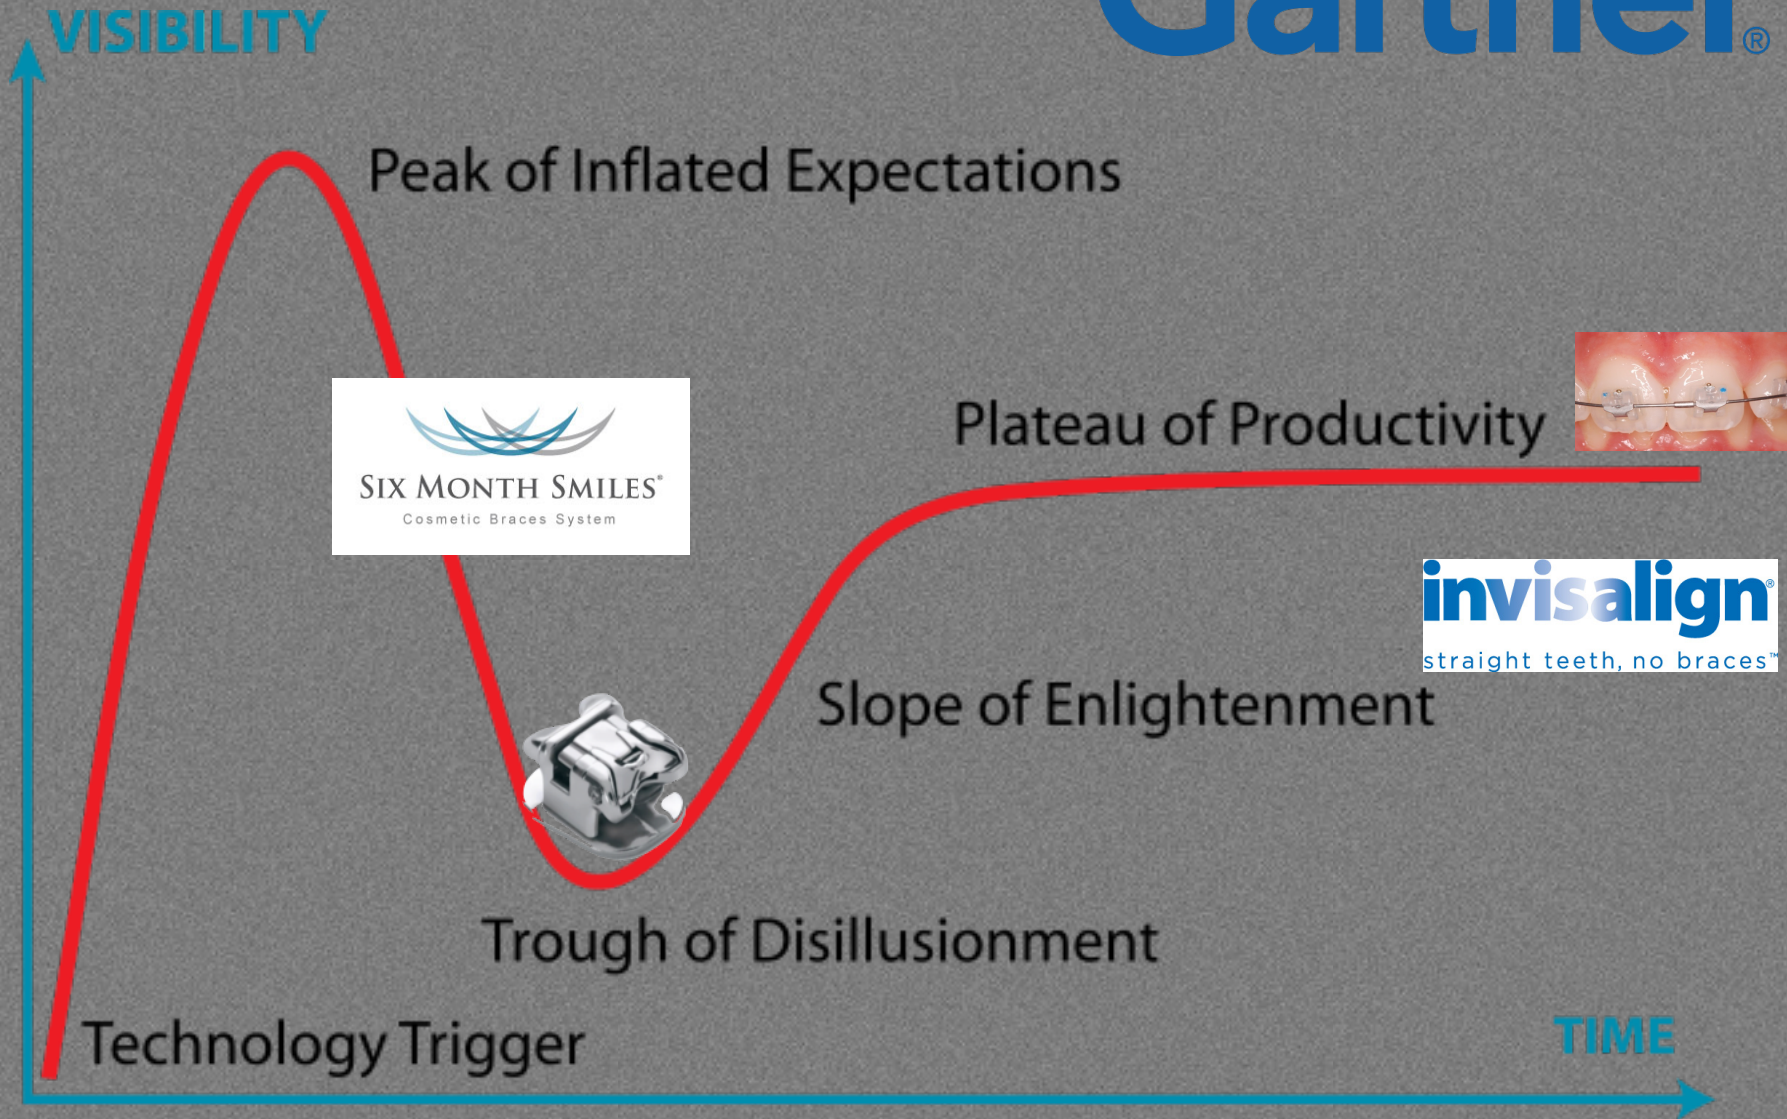 VISIBILITY
Gartner®
Peak of Inflated Expectations
SIX MONTH SMILES®
Cosmetic Braces System
Plateau of Productivity
invisalign®
straight teeth, no braces™
Slope of Enlightenment
Trough of Disillusionment
Technology Trigger
TIME